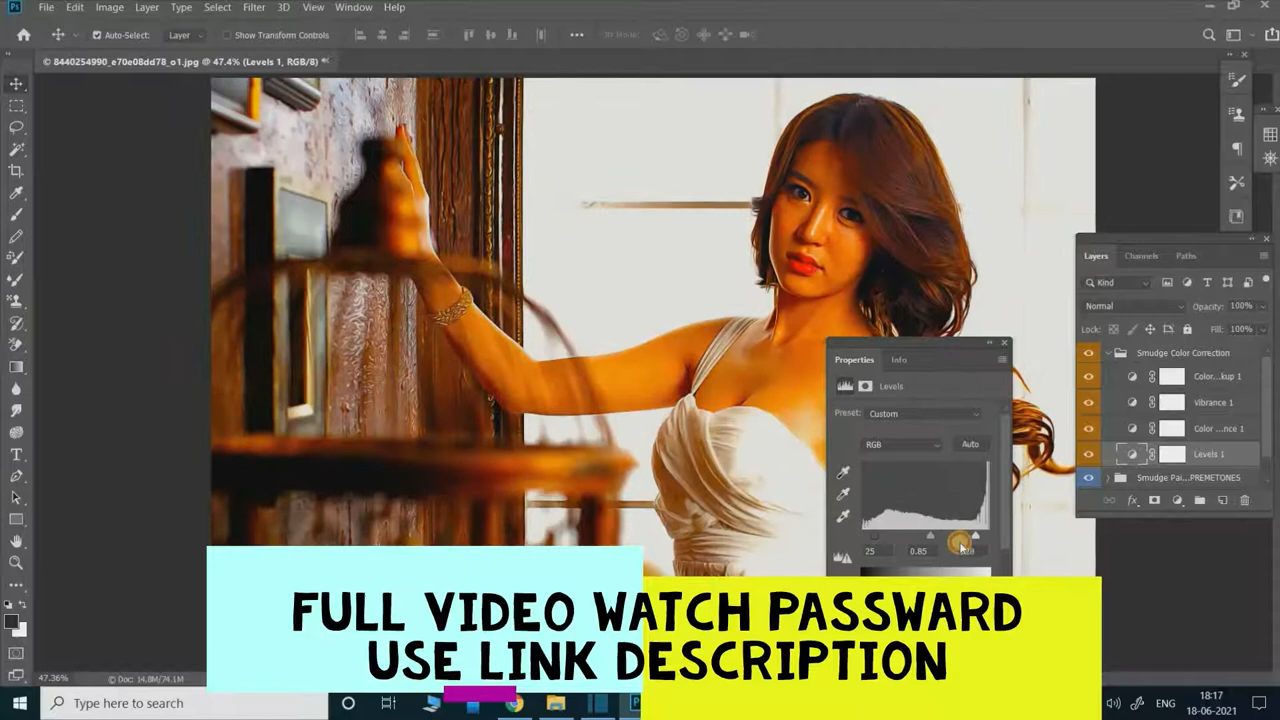 File Edit Image Layer Type Select Filter 3D View Window Help
Auto-Select: Layer Show Transform Controls
© 8440254990_e70e08dd78_o1.jpg @ 47.4% (Levels 1, RGB/8)
Layers Channels Paths
Kind
Normal Opacity: 100%
Lock: Fill: 100%
Smudge Color Correction
Color...kup 1
Vibrance 1
Color ...nce 1
Levels 1
Smudge Pai...PREMETONES
Properties Info
Levels
Preset: Custom
RGB Auto
25 0.85
FULL VIDEO WATCH PASSWARD
USE LINK DESCRIPTION
47.36% Doc: 14.8M/74.1M
Type here to search
ENG 18:17
18-06-2021